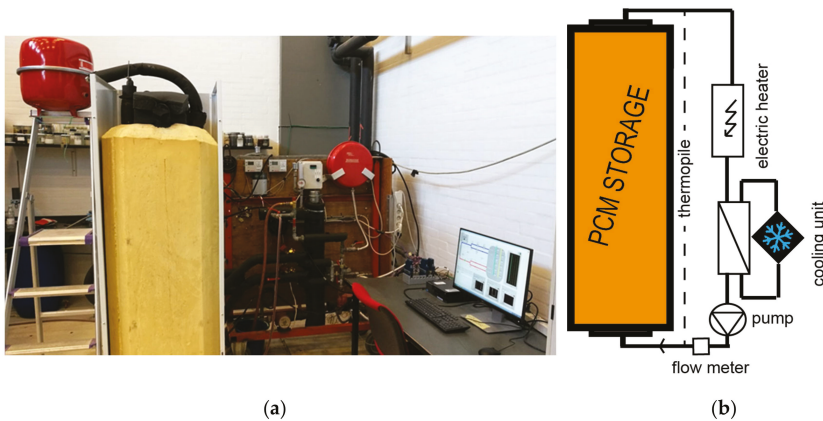 PCM STORAGE
thermopile
electric heater
cooling unit
pump
flow meter
(a)
(b)